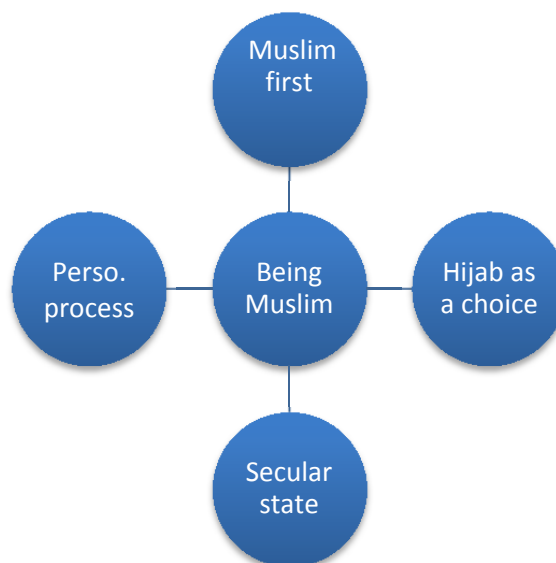 Muslim
first
Perso.
process
Being
Muslim
Hijab as
a choice
Secular
state